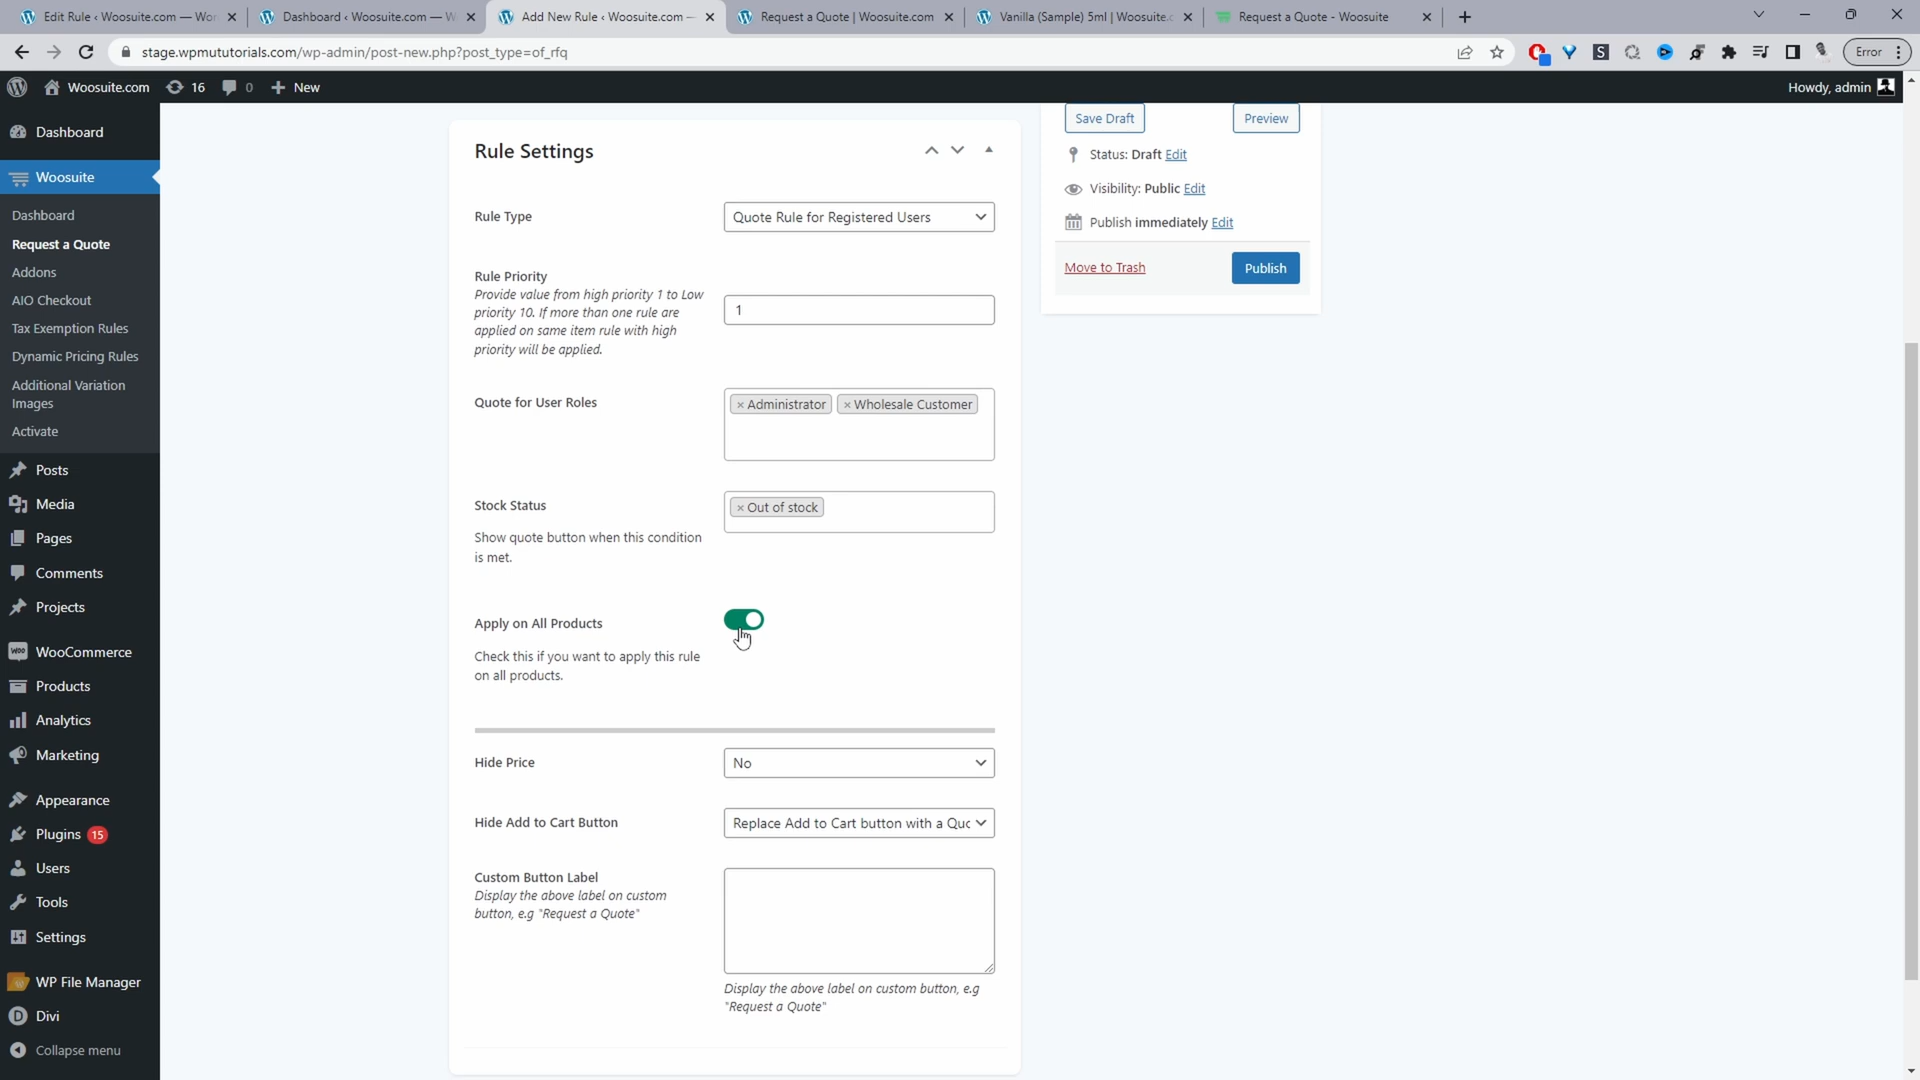 Edit Rule ‹ Woosuite.com — Wor
Dashboard ‹ Woosuite.com — W
Add New Rule ‹ Woosuite.com —
Request a Quote | Woosuite.com
Vanilla (Sample) 5ml | Woosuite.c
Request a Quote - Woosuite
stage.wpmututorials.com/wp-admin/post-new.php?post_type=of_rfq
Error
Woosuite.com
16
0
New
Howdy, admin
Dashboard
Woosuite
Dashboard
Request a Quote
Addons
AIO Checkout
Tax Exemption Rules
Dynamic Pricing Rules
Additional Variation
Images
Activate
Posts
Media
Pages
Comments
Projects
WooCommerce
Products
Analytics
Marketing
Appearance
Plugins 15
Users
Tools
Settings
WP File Manager
Divi
Collapse menu
Rule Settings
Rule Type
Quote Rule for Registered Users
Rule Priority
Provide value from high priority 1 to Low
priority 10. If more than one rule are
applied on same item rule with high
priority will be applied.
1
Quote for User Roles
× Administrator
× Wholesale Customer
Stock Status
Show quote button when this condition
is met.
× Out of stock
Apply on All Products
Check this if you want to apply this rule
on all products.
Hide Price
No
Hide Add to Cart Button
Replace Add to Cart button with a Quo
Custom Button Label
Display the above label on custom
button, e.g "Request a Quote"
Display the above label on custom button, e.g
"Request a Quote"
Save Draft
Preview
Status: Draft Edit
Visibility: Public Edit
Publish immediately Edit
Move to Trash
Publish